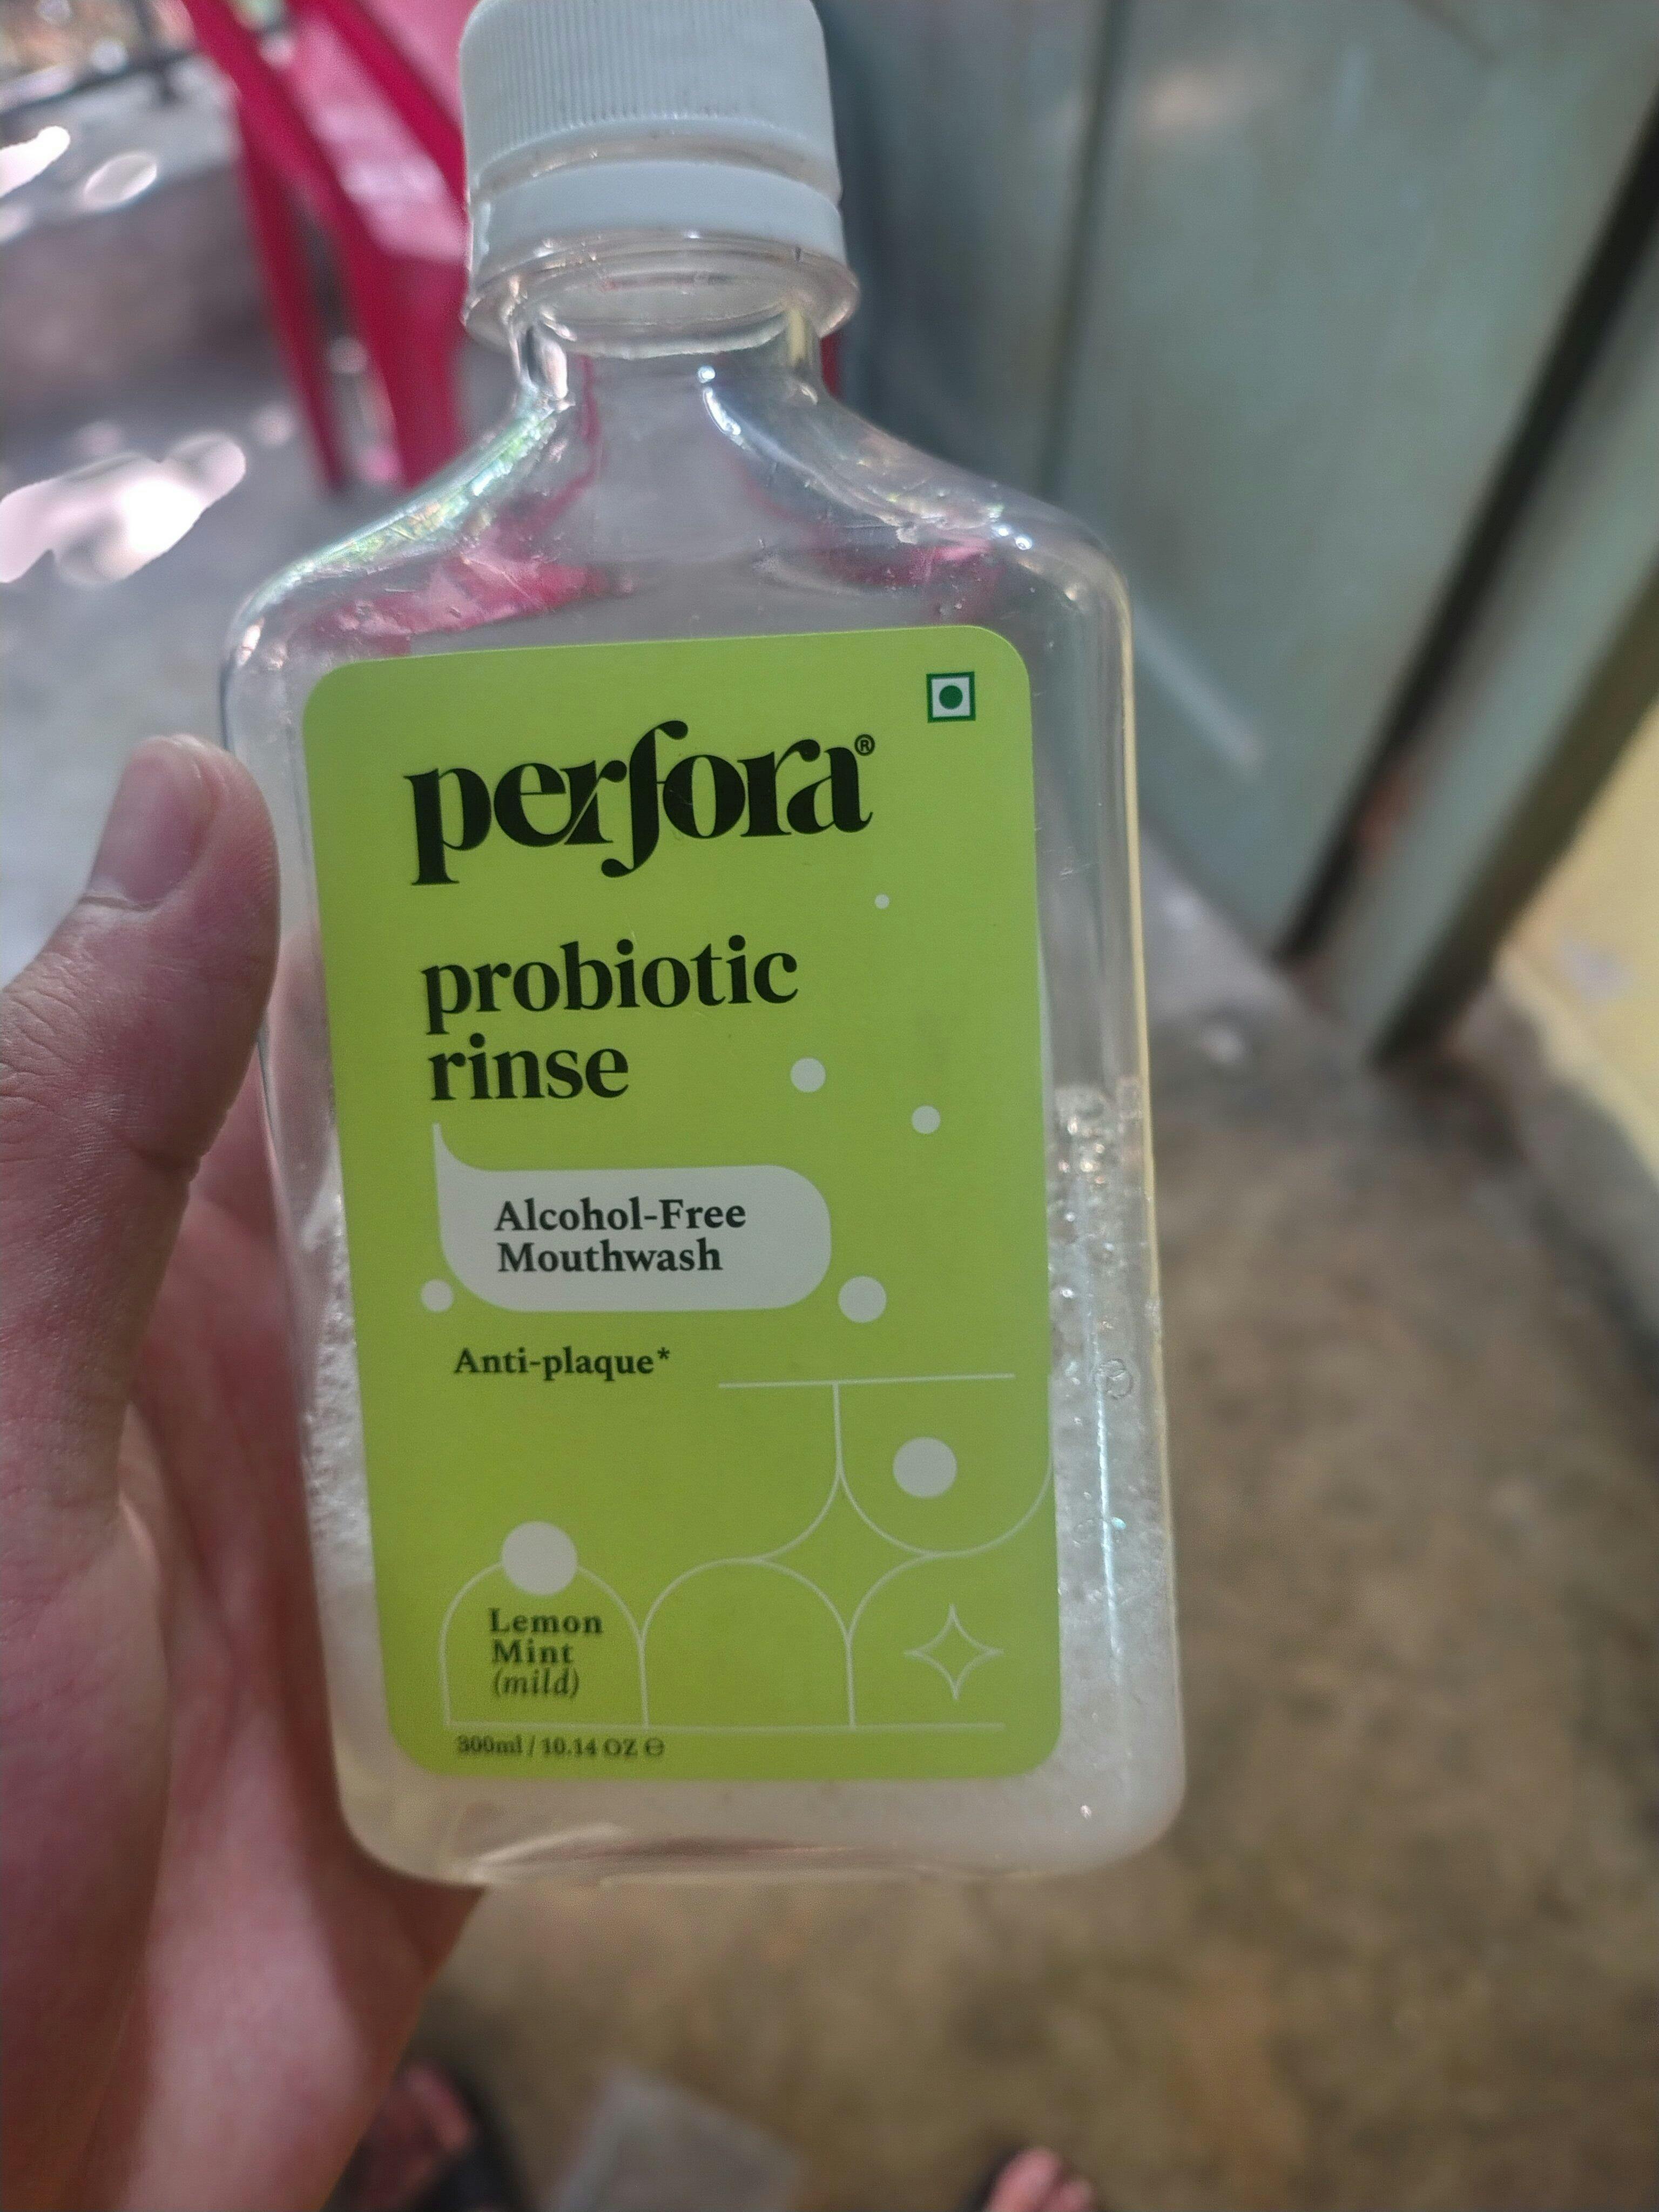 perfora®
probiotic
rinse
Alcohol-Free
Mouthwash
Anti-plaque*
Lemon
Mint
(mild)
300ml / 10.14 OZ ℮